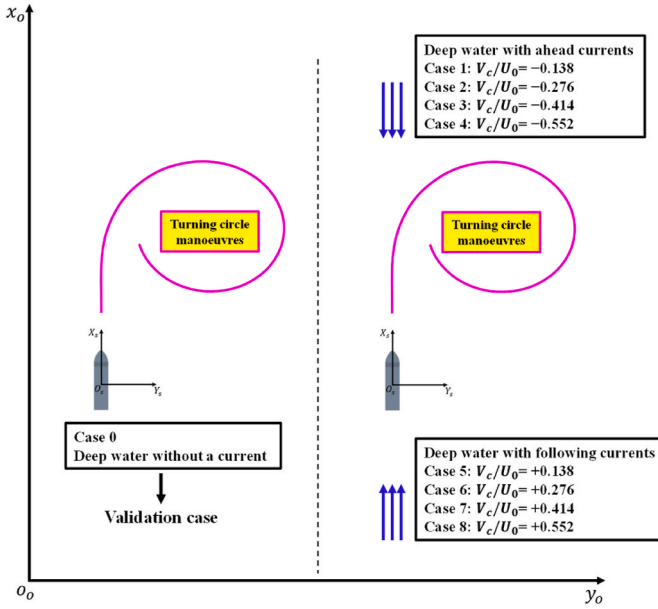 x₀
Deep water with ahead currents
Case 1: V_c/U_0= −0.138
Case 2: V_c/U_0= −0.276
Case 3: V_c/U_0= −0.414
Case 4: V_c/U_0= −0.552
Turning circle
manoeuvres
Turning circle
manoeuvres
X_s
O_s
Y_s
X_s
O_s
Y_s
Case 0
Deep water without a current
Validation case
Deep water with following currents
Case 5: V_c/U_0= +0.138
Case 6: V_c/U_0= +0.276
Case 7: V_c/U_0= +0.414
Case 8: V_c/U_0= +0.552
o₀
y₀